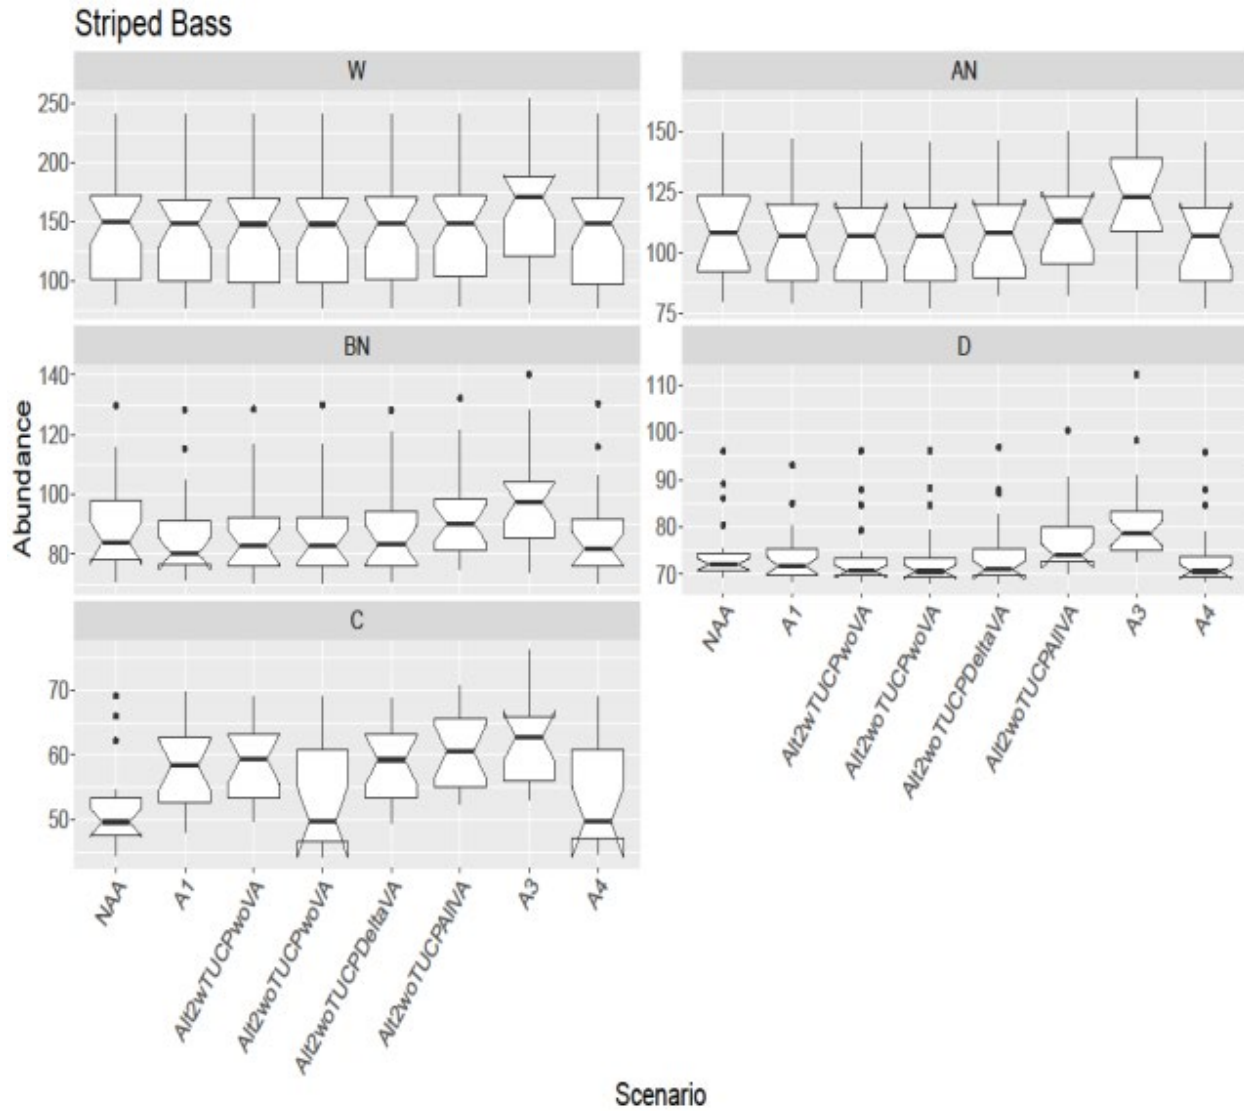 Striped Bass
W
AN
250
200
150
100
150
125
100
75
BN
D
140
120
100
80
110
100
90
80
70
C
70
60
50
Abundance
NAA
A1
Alt2wTUCPwoVA
Alt2woTUCPwoVA
Alt2woTUCPDeltaVA
Alt2woTUCPAllVA
A3
A4
NAA
A1
Alt2wTUCPwoVA
Alt2woTUCPwoVA
Alt2woTUCPDeltaVA
Alt2woTUCPAllVA
A3
A4
Scenario